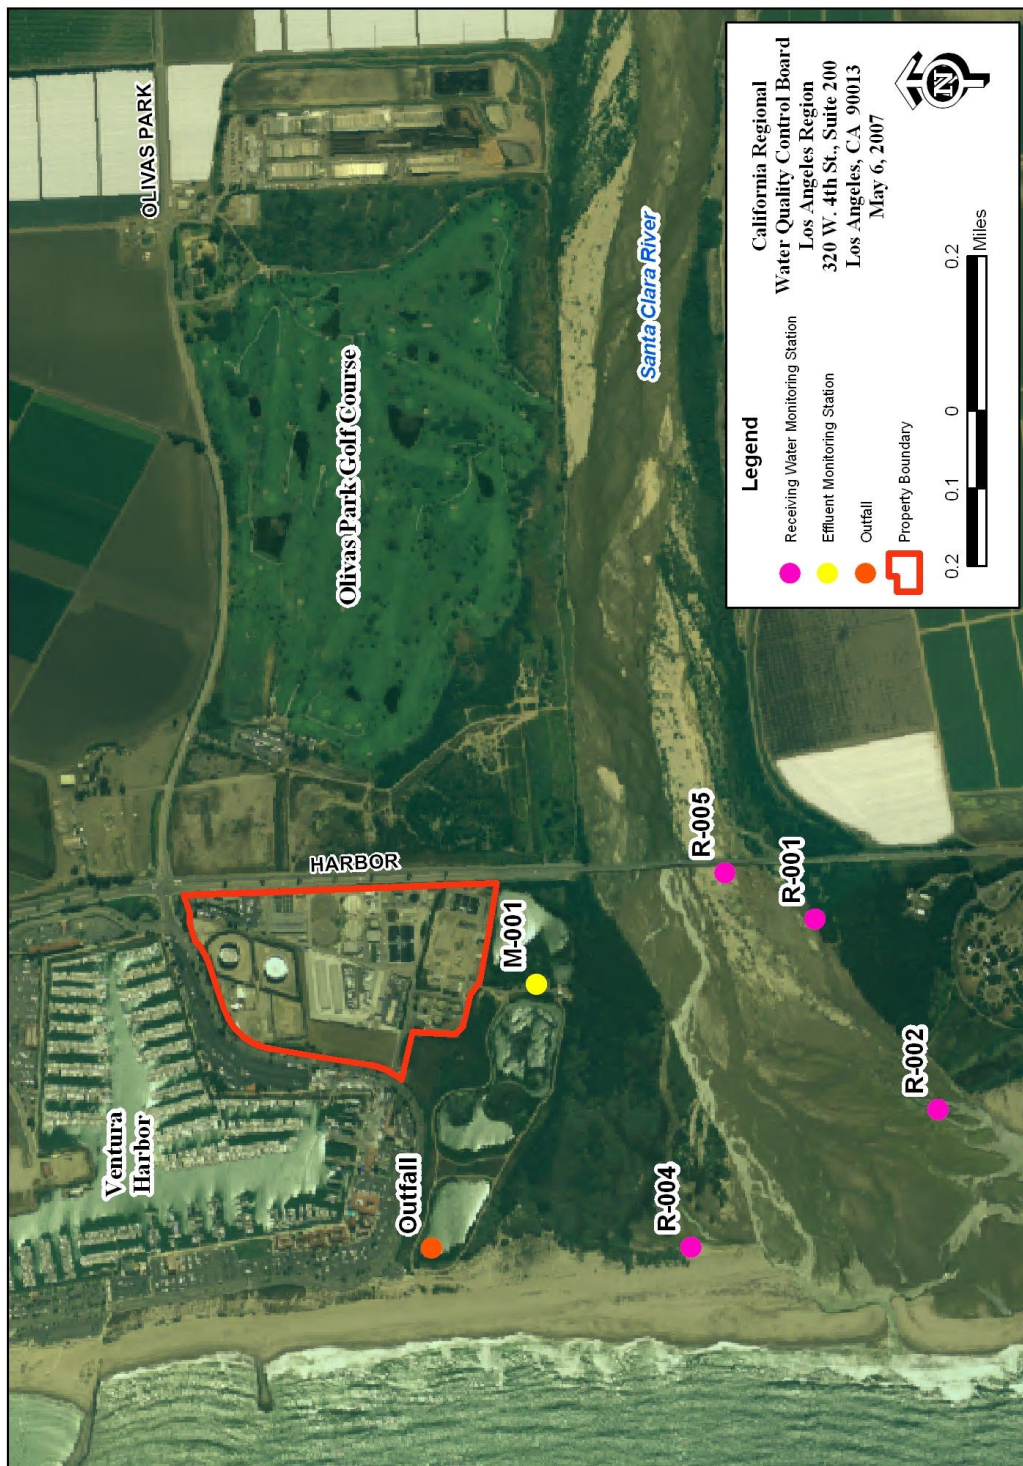 OLIVAS PARK
Olivas Park Golf Course
Santa Clara River
HARBOR
Ventura
Harbor
M-001
Outfall
R-005
R-001
R-002
R-004
California Regional
Water Quality Control Board
Los Angeles Region
320 W. 4th St., Suite 200
Los Angeles, CA 90013
May 6, 2007
N
Legend
Receiving Water Monitoring Station
Effluent Monitoring Station
Outfall
Property Boundary
0.2 0.1 0 0.2
Miles